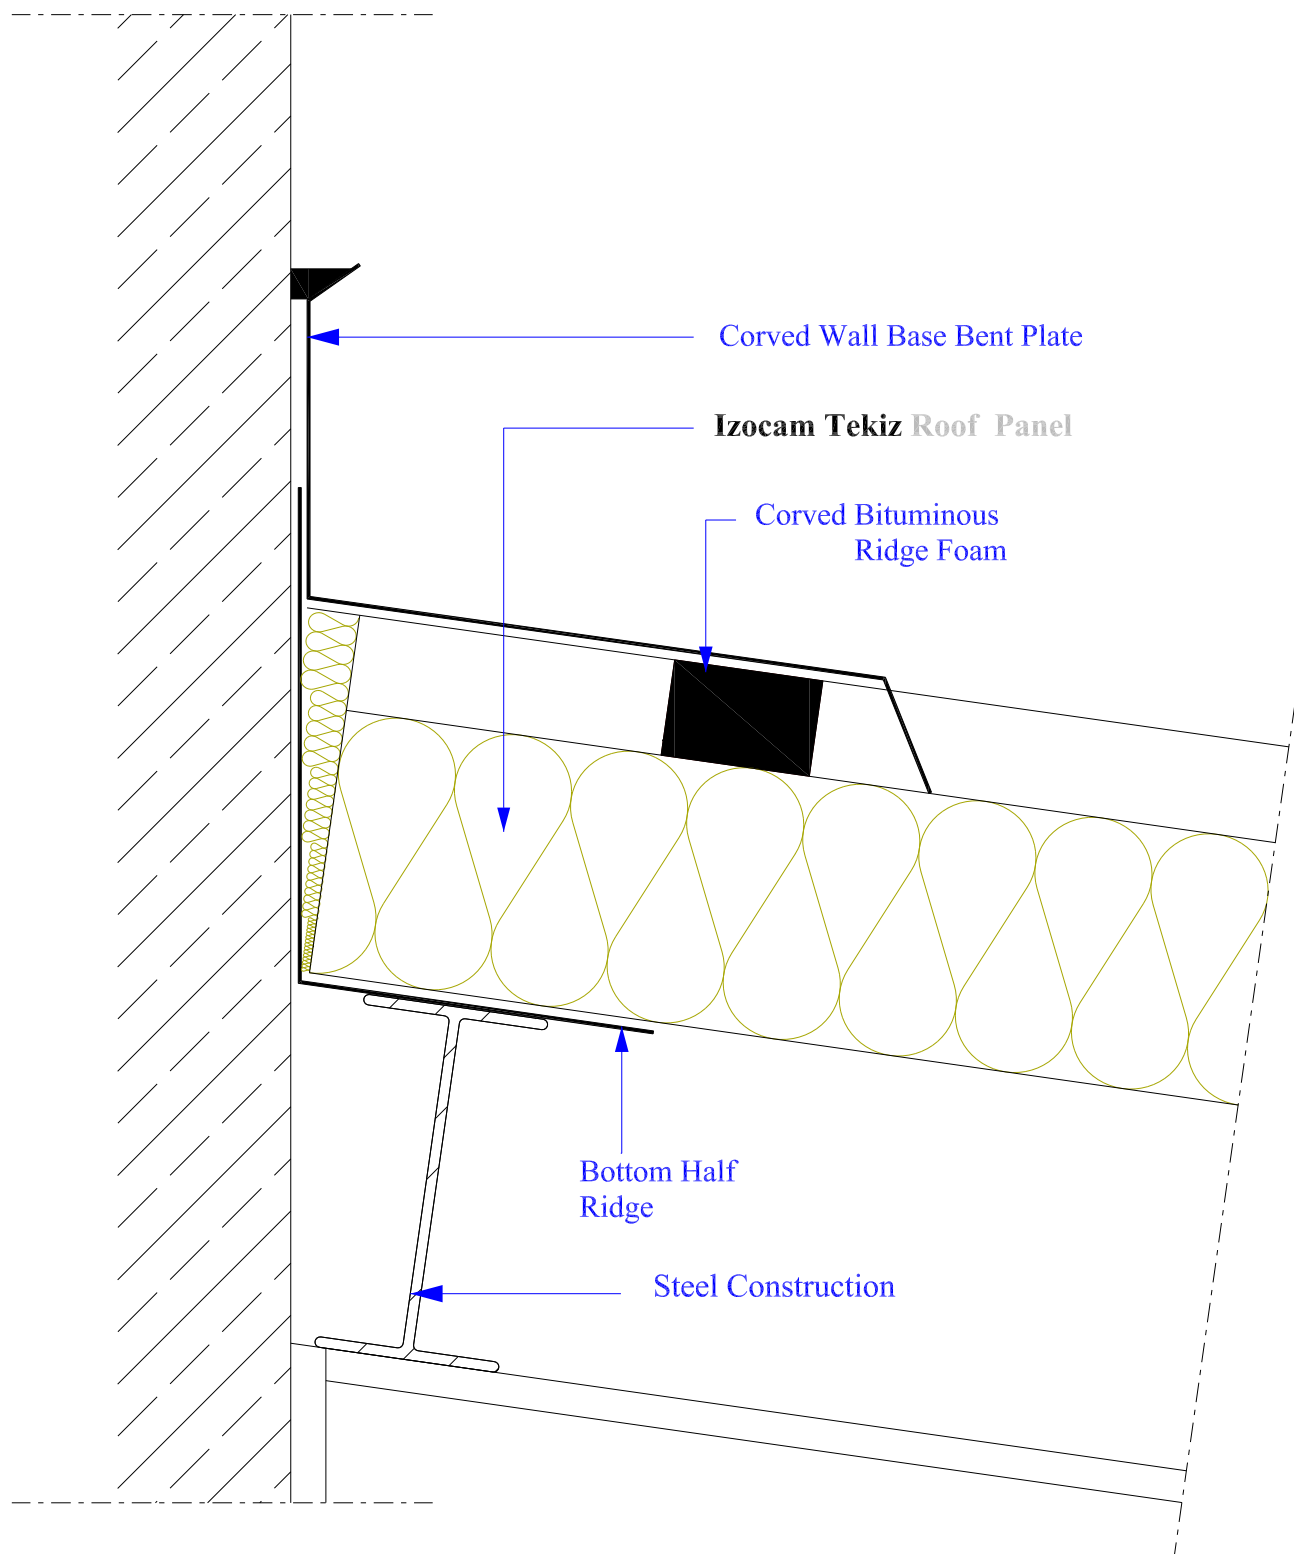 Corved Wall Base Bent Plate
Izocam Tekiz Roof Panel
Corved Bituminous
Ridge Foam
Bottom Half
Ridge
Steel Construction